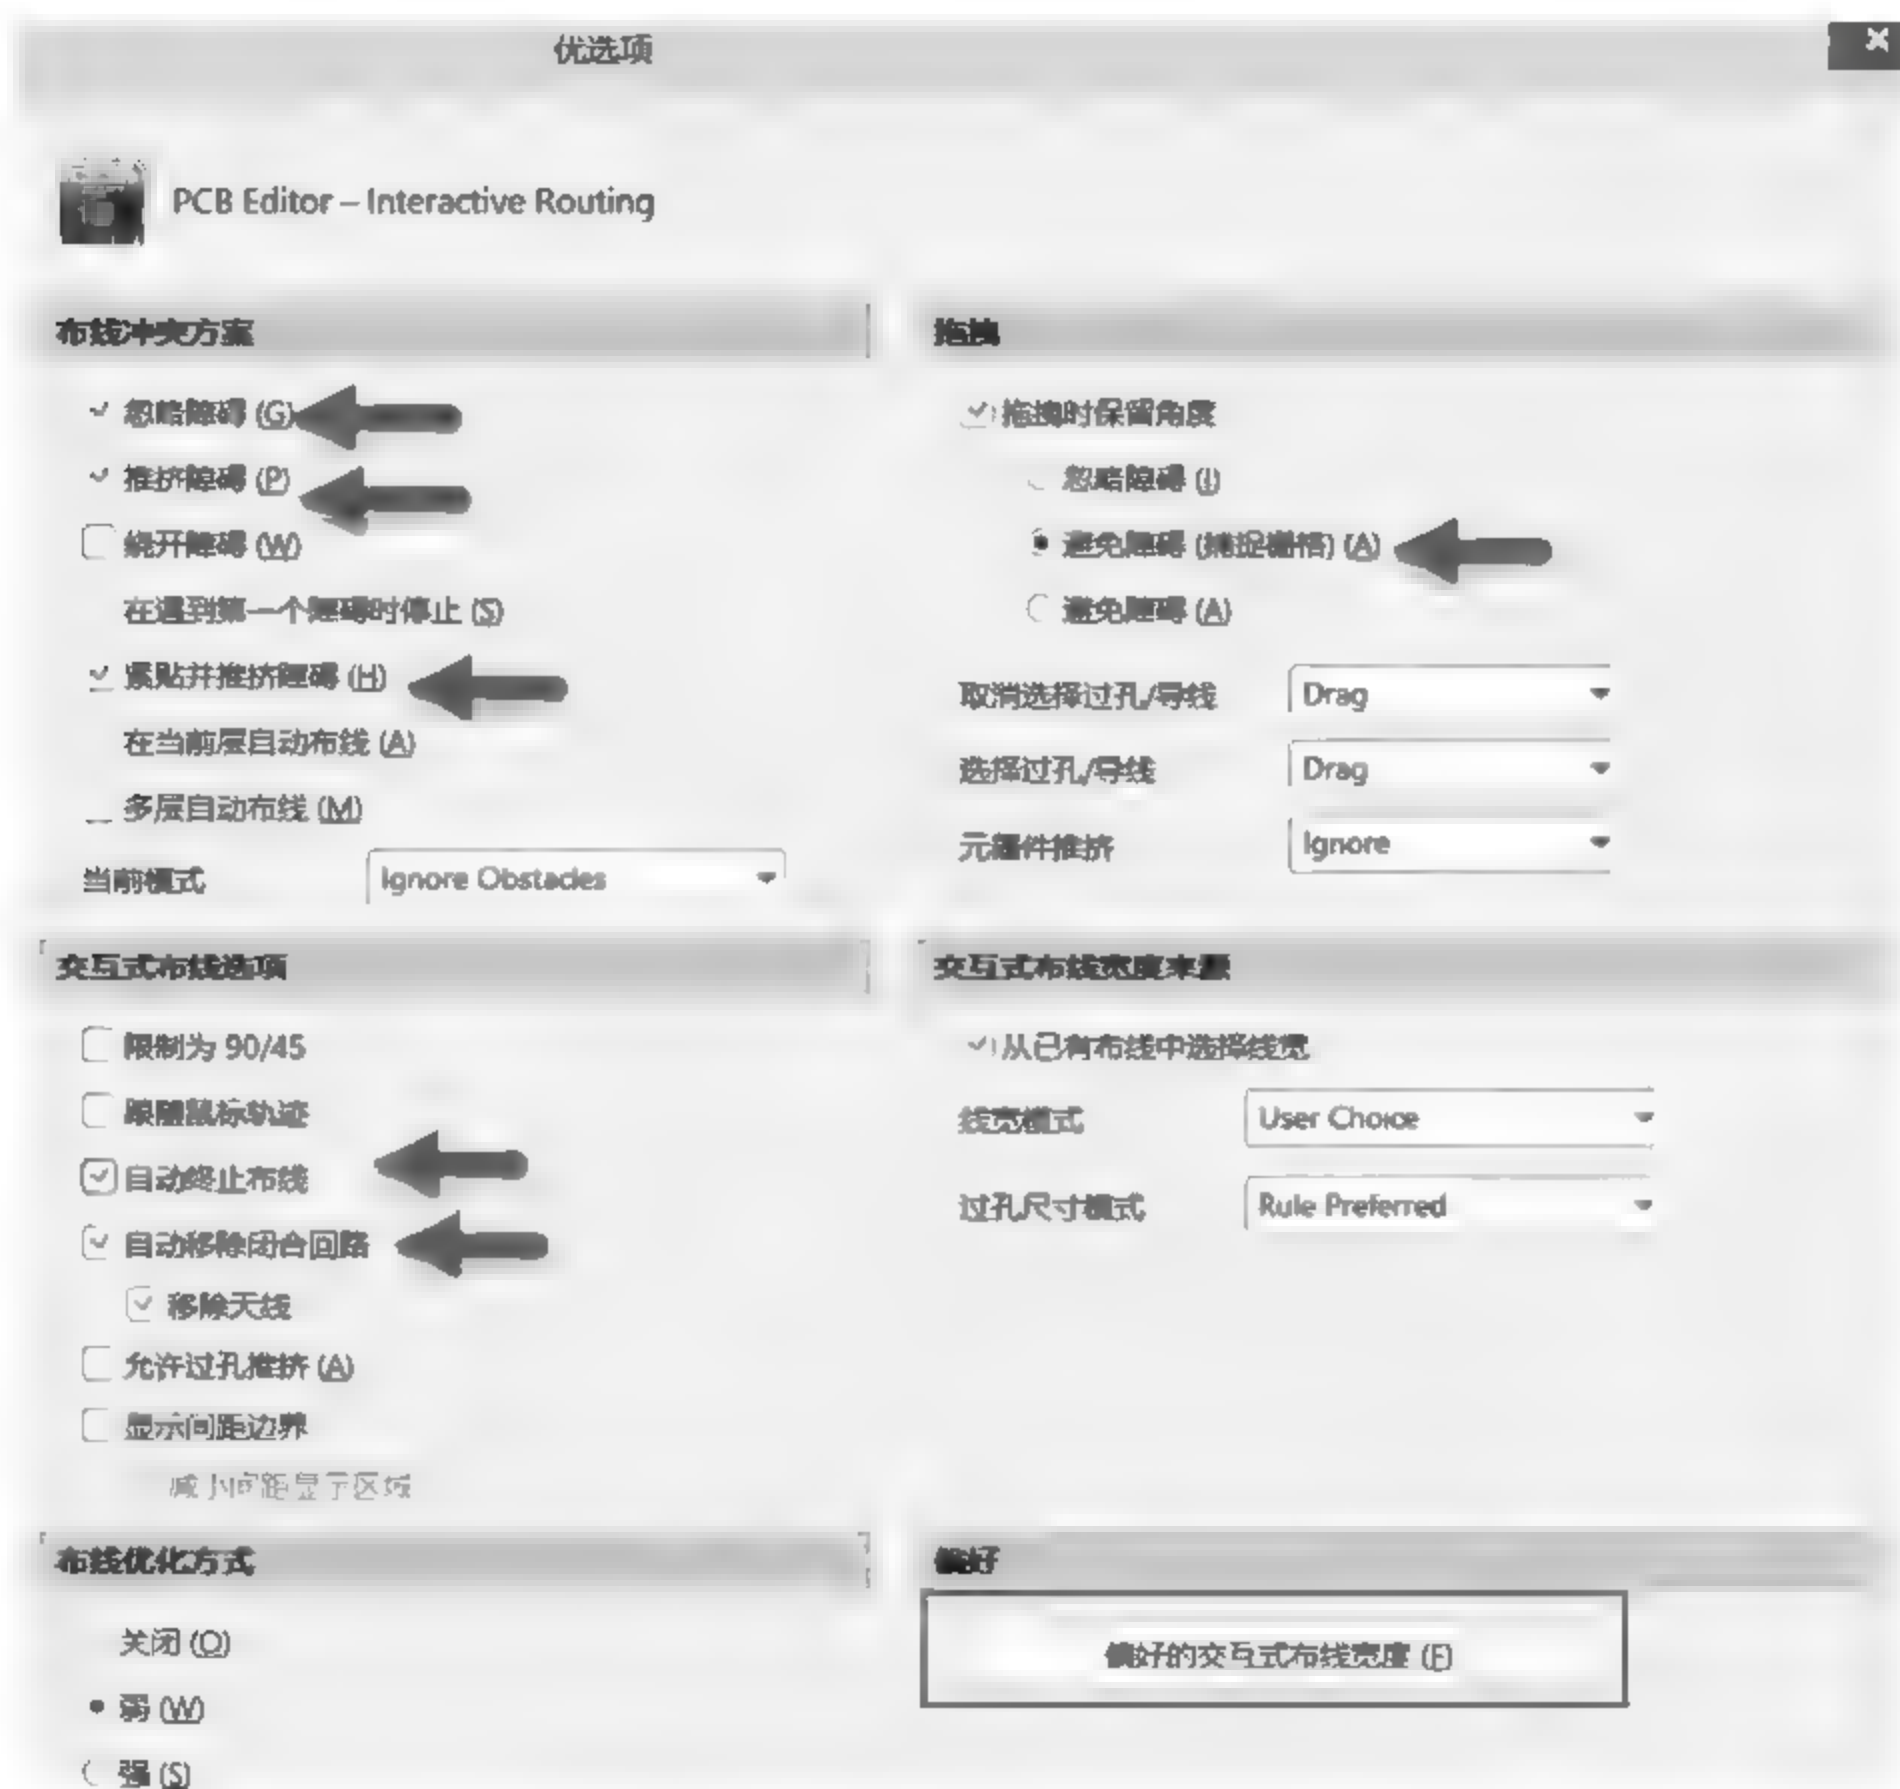 优选项
PCB Editor – Interactive Routing
布线冲突方案
忽略障碍 (G)
推挤障碍 (P)
绕开障碍 (W)
在遇到第一个障碍时停止 (S)
紧贴并推挤障碍 (H)
在当前层自动布线 (A)
多层自动布线 (M)
当前模式 Ignore Obstacles
拖拽
拖拽时保留角度
忽略障碍 (I)
避免障碍 (捕捉栅格) (A)
避免障碍 (A)
取消选择过孔/导线 Drag
选择过孔/导线 Drag
元器件推挤 Ignore
交互式布线选项
限制为 90/45
跟随鼠标轨迹
自动终止布线
自动移除闭合回路
移除天线
允许过孔推挤 (A)
显示间距边界
减小间距显示区域
交互式布线宽度来源
从已有布线中选择线宽
线宽模式 User Choice
过孔尺寸模式 Rule Preferred
布线优化方式
关闭 (O)
弱 (W)
强 (S)
偏好
偏好的交互式布线宽度 (F)